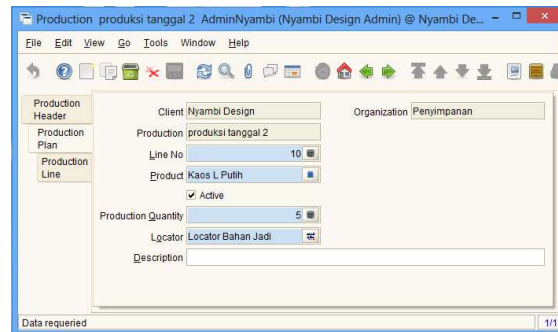 Production produksi tanggal 2 AdminNyambi (Nyambi Design Admin) @ Nyambi De...
File Edit View Go Tools Window Help
Production Header
Production Plan
Production Line
Client Nyambi Design Organization Penyimpanan
Production produksi tanggal 2
Line No 10
Product Kaos L Putih
Active
Production Quantity 5
Locator Locator Bahan Jadi
Description
Data requeried 1/1